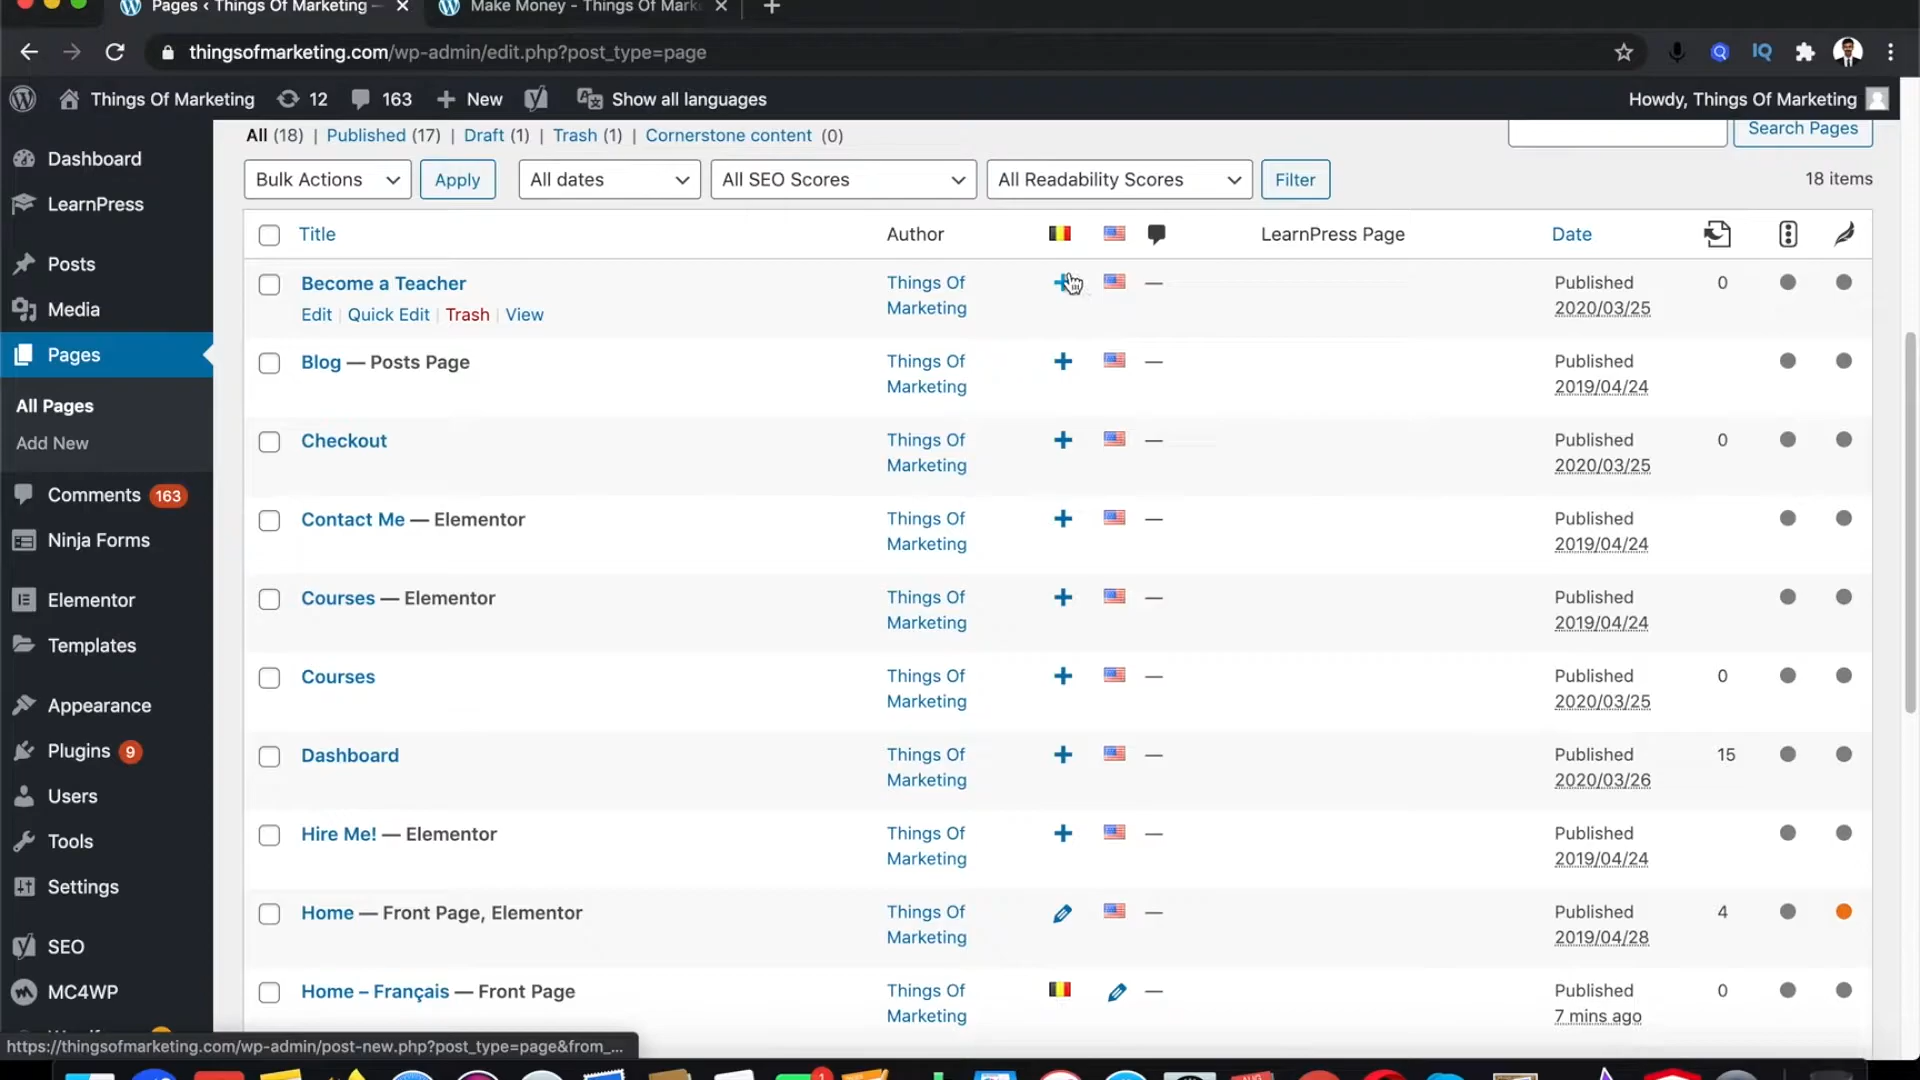 Pages ‹ Things Of Marketing —
Make Money - Things Of Mark
thingsofmarketing.com/wp-admin/edit.php?post_type=page
Things Of Marketing 12 163 + New Show all languages
Howdy, Things Of Marketing
All (18) | Published (17) | Draft (1) | Trash (1) | Cornerstone content (0)
Search Pages
Bulk Actions Apply All dates All SEO Scores All Readability Scores Filter
18 items
Dashboard
LearnPress
Posts
Media
Pages
All Pages
Add New
Comments 163
Ninja Forms
Elementor
Templates
Appearance
Plugins 9
Users
Tools
Settings
SEO
MC4WP
Title Author LearnPress Page Date
Become a Teacher Things Of Marketing — Published 2020/03/25 0
Edit | Quick Edit | Trash | View
Blog — Posts Page Things Of Marketing — Published 2019/04/24
Checkout Things Of Marketing — Published 2020/03/25 0
Contact Me — Elementor Things Of Marketing — Published 2019/04/24
Courses — Elementor Things Of Marketing — Published 2019/04/24
Courses Things Of Marketing — Published 2020/03/25 0
Dashboard Things Of Marketing — Published 2020/03/26 15
Hire Me! — Elementor Things Of Marketing — Published 2019/04/24
Home — Front Page, Elementor Things Of Marketing — Published 2019/04/28 4
Home – Français — Front Page Things Of Marketing — Published 7 mins ago 0
https://thingsofmarketing.com/wp-admin/post-new.php?post_type=page&from_...